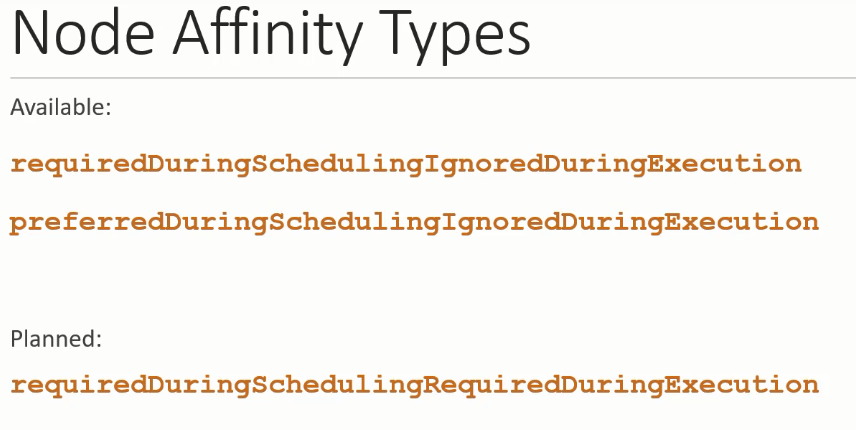 Node Affinity Types
Available:
requiredDuringSchedulingIgnoredDuringExecution
preferredDuringSchedulingIgnoredDuringExecution
Planned:
requiredDuringSchedulingRequiredDuringExecution